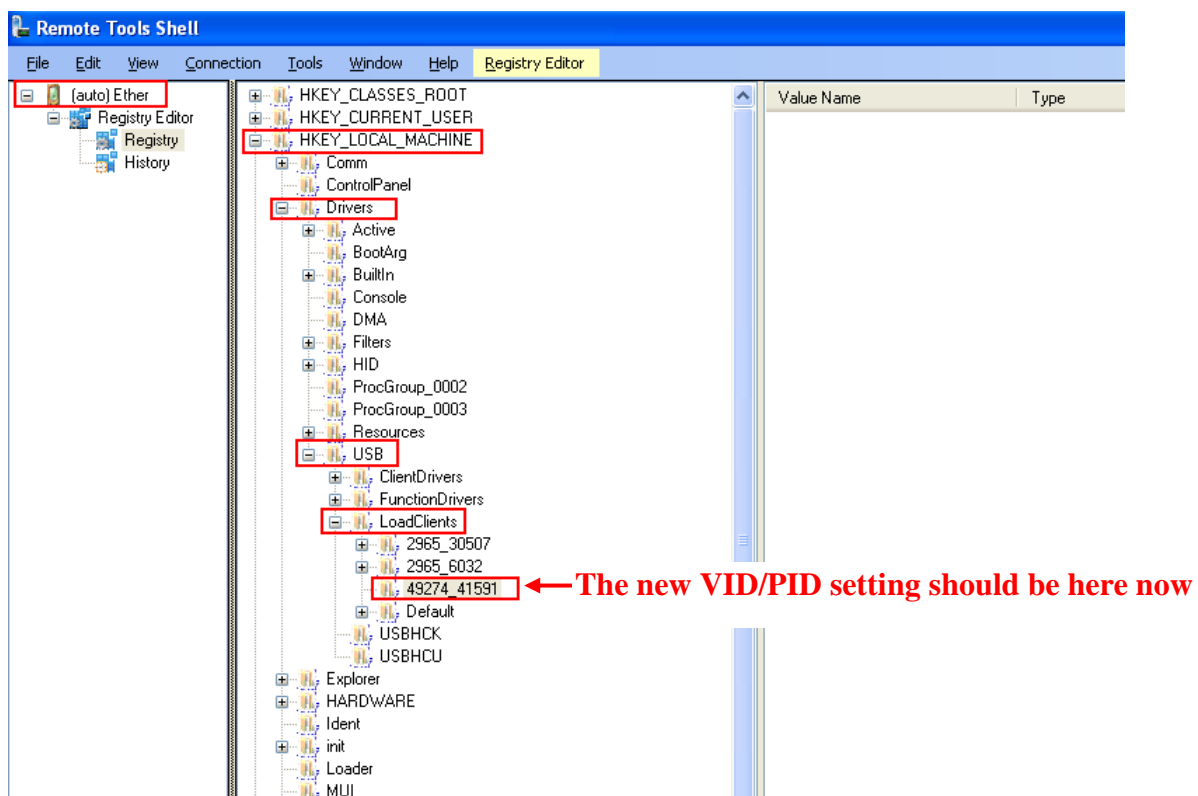 Remote Tools Shell
File Edit View Connection Tools Window Help Registry Editor
(auto) Ether
Registry Editor
Registry
History
HKEY_CLASSES_ROOT
HKEY_CURRENT_USER
HKEY_LOCAL_MACHINE
Comm
ControlPanel
Drivers
Active
BootArg
BuiltIn
Console
DMA
Filters
HID
ProcGroup_0002
ProcGroup_0003
Resources
USB
ClientDrivers
FunctionDrivers
LoadClients
2965_30507
2965_6032
49274_41591
The new VID/PID setting should be here now
Default
USBHCK
USBHCU
Explorer
HARDWARE
Ident
init
Loader
MUI
Value Name Type